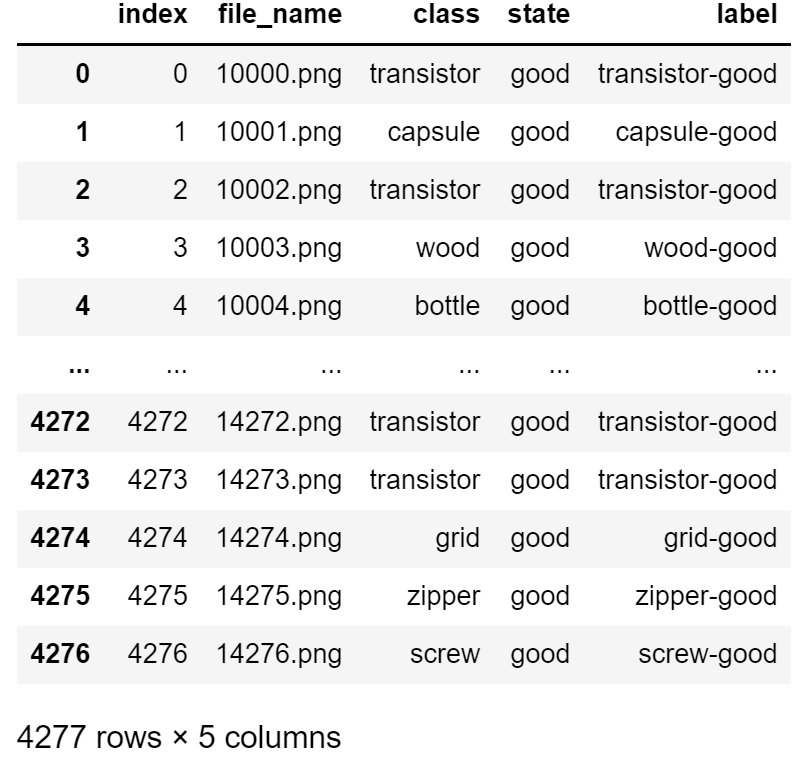 index file_name class state label
0 0 10000.png transistor good transistor-good
1 1 10001.png capsule good capsule-good
2 2 10002.png transistor good transistor-good
3 3 10003.png wood good wood-good
4 4 10004.png bottle good bottle-good
... ... ... ... ... ...
4272 4272 14272.png transistor good transistor-good
4273 4273 14273.png transistor good transistor-good
4274 4274 14274.png grid good grid-good
4275 4275 14275.png zipper good zipper-good
4276 4276 14276.png screw good screw-good
4277 rows × 5 columns